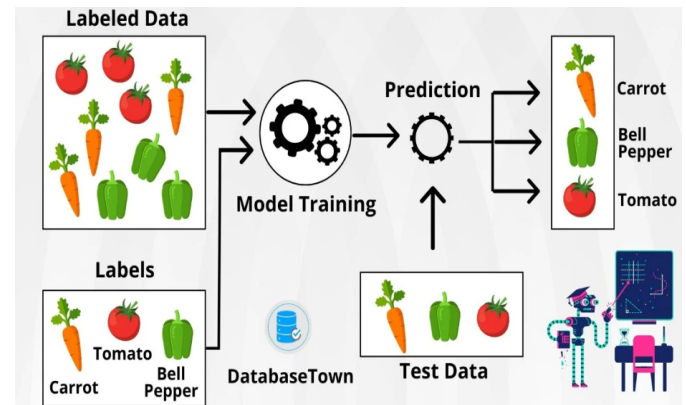 Labeled Data
Model Training
Prediction
Carrot
Bell
Pepper
Tomato
Labels
Carrot
Tomato
Bell
Pepper
DatabaseTown
Test Data